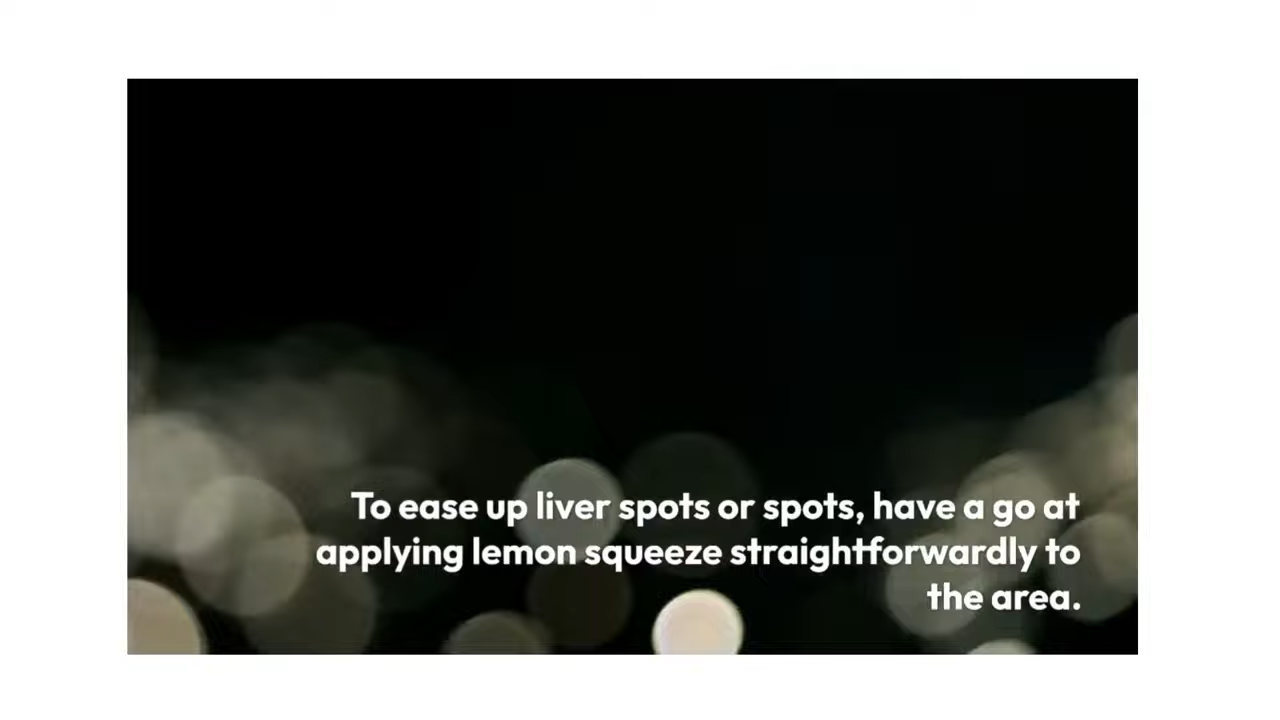 To ease up liver spots or spots, have a go at
applying lemon squeeze straightforwardly to
the area.